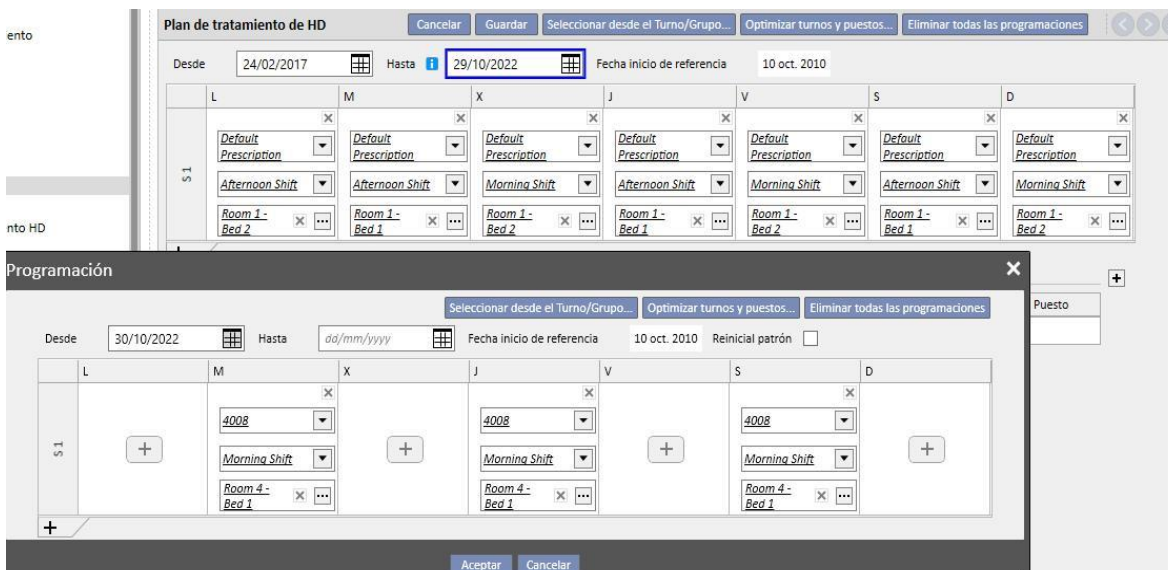 ento
Plan de tratamiento de HD Cancelar Guardar Seleccionar desde el Turno/Grupo... Optimizar turnos y puestos... Eliminar todas las programaciones
Desde 24/02/2017 Hasta 29/10/2022 Fecha inicio de referencia 10 oct. 2010
L M X J V S D
Default Default Default Default Default Default Default
Prescription Prescription Prescription Prescription Prescription Prescription Prescription
S 1
Afternoon Shift Afternoon Shift Morning Shift Afternoon Shift Morning Shift Afternoon Shift Morning Shift
Room 1 - Room 1 - Room 1 - Room 1 - Room 1 - Room 1 - Room 1 -
Bed 2 Bed 1 Bed 2 Bed 1 Bed 2 Bed 1 Bed 2
nto HD
Programación
Puesto
Seleccionar desde el Turno/Grupo... Optimizar turnos y puestos... Eliminar todas las programaciones
Desde 30/10/2022 Hasta dd/mm/yyyy Fecha inicio de referencia 10 oct. 2010 Reinicial patrón
L M X J V S D
4008 4008 4008
S 1
Morning Shift Morning Shift Morning Shift
Room 4 - Room 4 - Room 4 -
Bed 1 Bed 1 Bed 1
Aceptar Cancelar